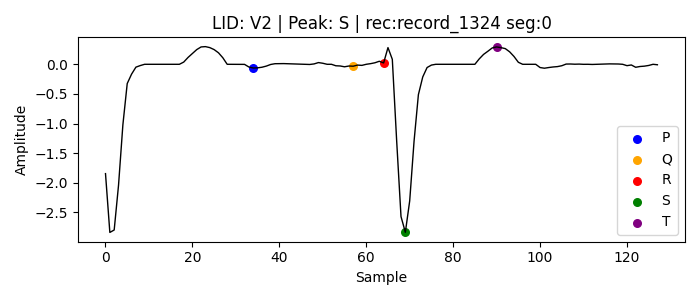 LID: V2 | Peak: S | rec:record_1324 seg:0
Amplitude
0.0
−0.5
−1.0
−1.5
−2.0
−2.5
P
Q
R
S
T
0 20 40 60 80 100 120
Sample